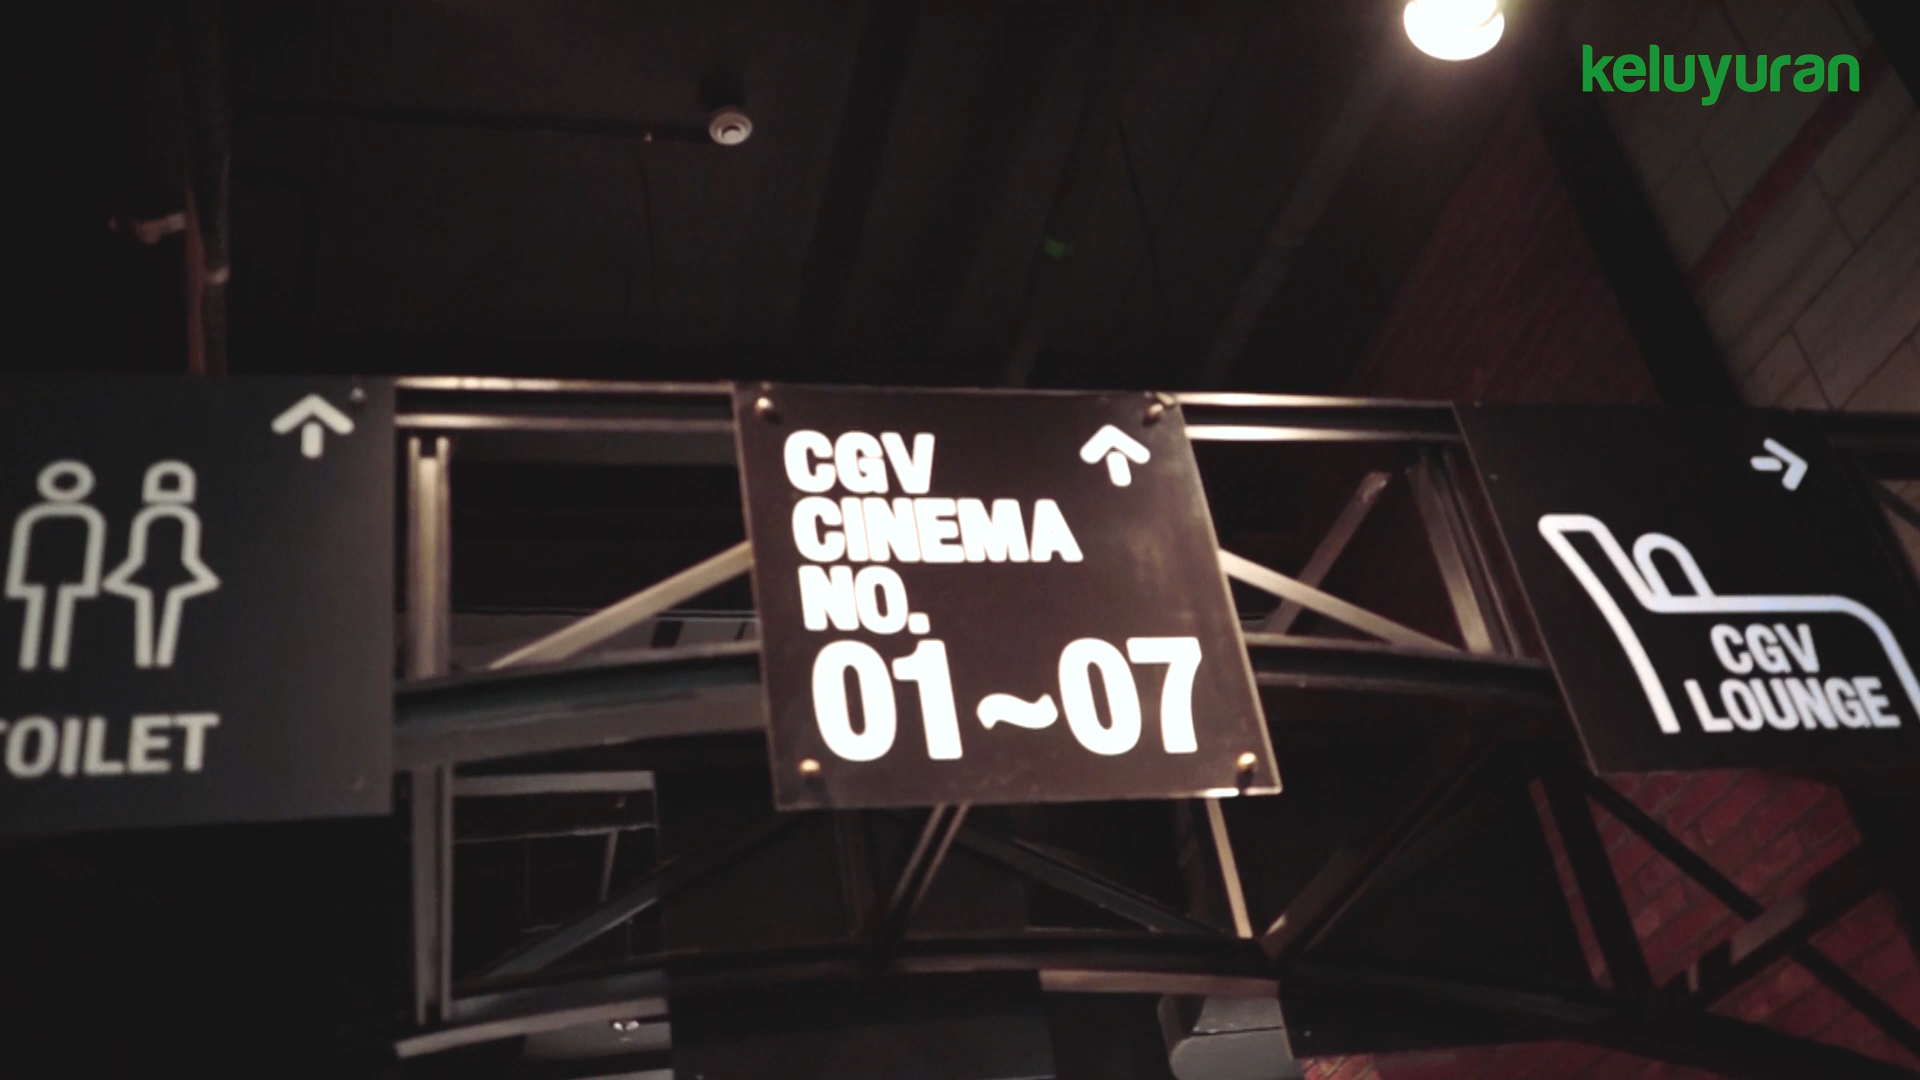 keluyuran
TOILET
CGV
CINEMA
NO.
01~07
CGV
LOUNGE